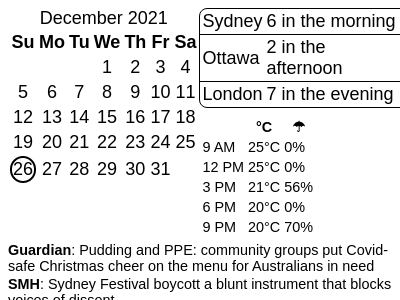 December 2021
Su Mo Tu We Th Fr Sa
1 2 3 4
5 6 7 8 9 10 11
12 13 14 15 16 17 18
19 20 21 22 23 24 25
26 27 28 29 30 31
Sydney 6 in the morning
Ottawa 2 in the
afternoon
London 7 in the evening
°C ☂
9 AM 25°C 0%
12 PM 25°C 0%
3 PM 21°C 56%
6 PM 20°C 0%
9 PM 20°C 70%
Guardian: Pudding and PPE: community groups put Covid-
safe Christmas cheer on the menu for Australians in need
SMH: Sydney Festival boycott a blunt instrument that blocks
voices of dissent